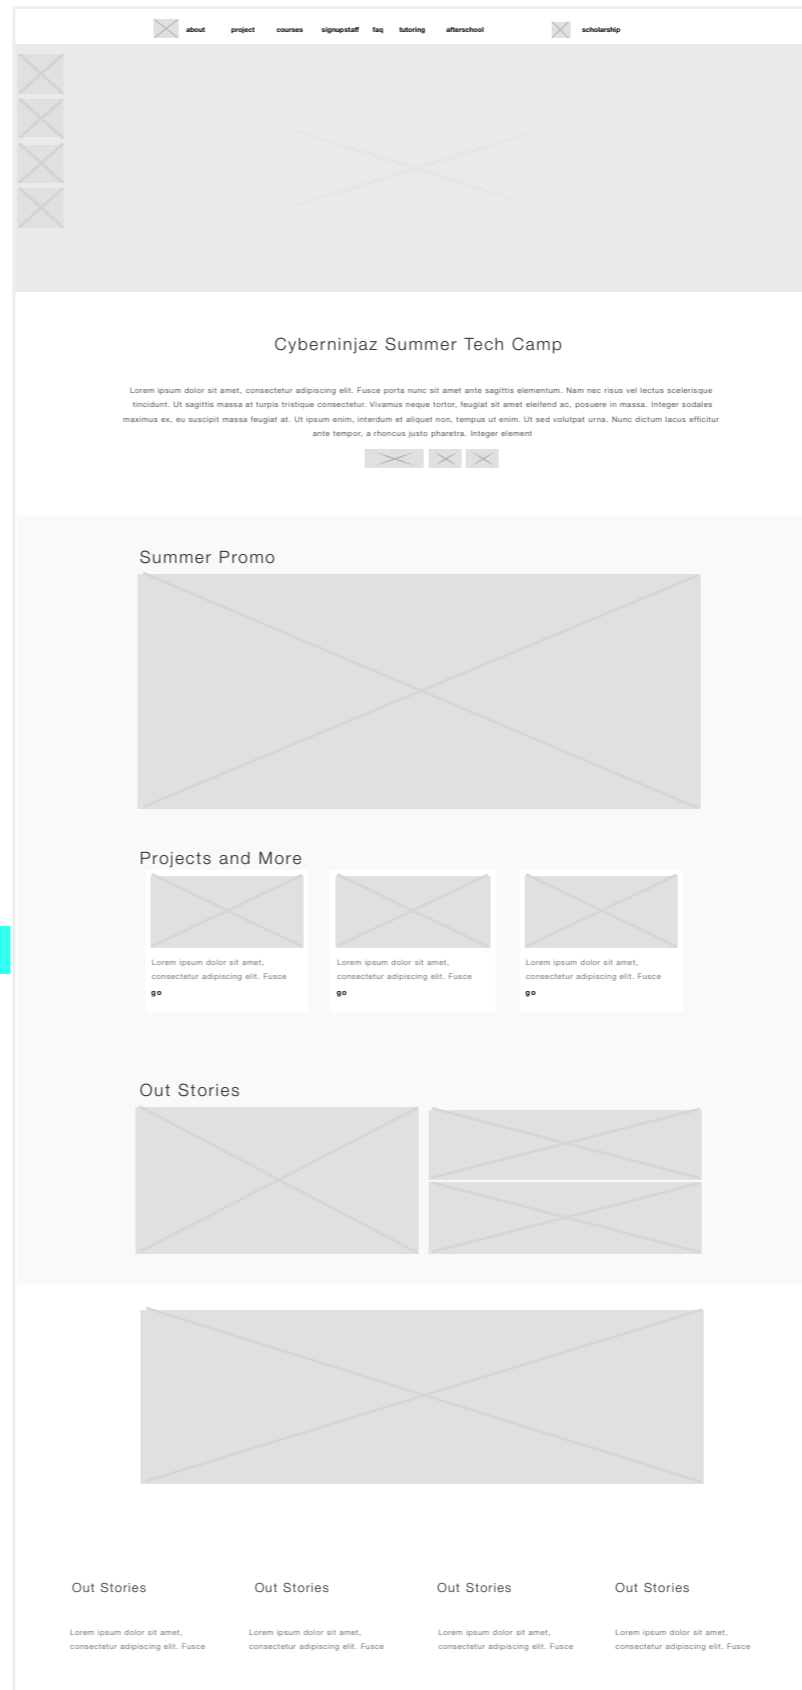 about project courses signupstaff faq tutoring afterschool scholarship
Cyberninjaz Summer Tech Camp
Lorem ipsum dolor sit amet, consectetur adipiscing elit. Fusce porta nunc sit amet ante sagittis elementum. Nam nec risus vel lectus scelerisque
tincidunt. Ut sagittis massa at turpis tristique consectetur. Vivamus neque tortor, feugiat sit amet eleifend ac, posuere in massa. Integer sodales
maximus ex, eu suscipit massa feugiat at. Ut ipsum enim, interdum et aliquet non, tempus ut enim. Ut sed volutpat urna. Nunc dictum lacus efficitur
ante tempor, a rhoncus justo pharetra. Integer element
Summer Promo
Projects and More
Lorem ipsum dolor sit amet,
consectetur adipiscing elit. Fusce
go
Lorem ipsum dolor sit amet,
consectetur adipiscing elit. Fusce
go
Lorem ipsum dolor sit amet,
consectetur adipiscing elit. Fusce
go
Out Stories
Out Stories
Lorem ipsum dolor sit amet,
consectetur adipiscing elit. Fusce
Out Stories
Lorem ipsum dolor sit amet,
consectetur adipiscing elit. Fusce
Out Stories
Lorem ipsum dolor sit amet,
consectetur adipiscing elit. Fusce
Out Stories
Lorem ipsum dolor sit amet,
consectetur adipiscing elit. Fusce